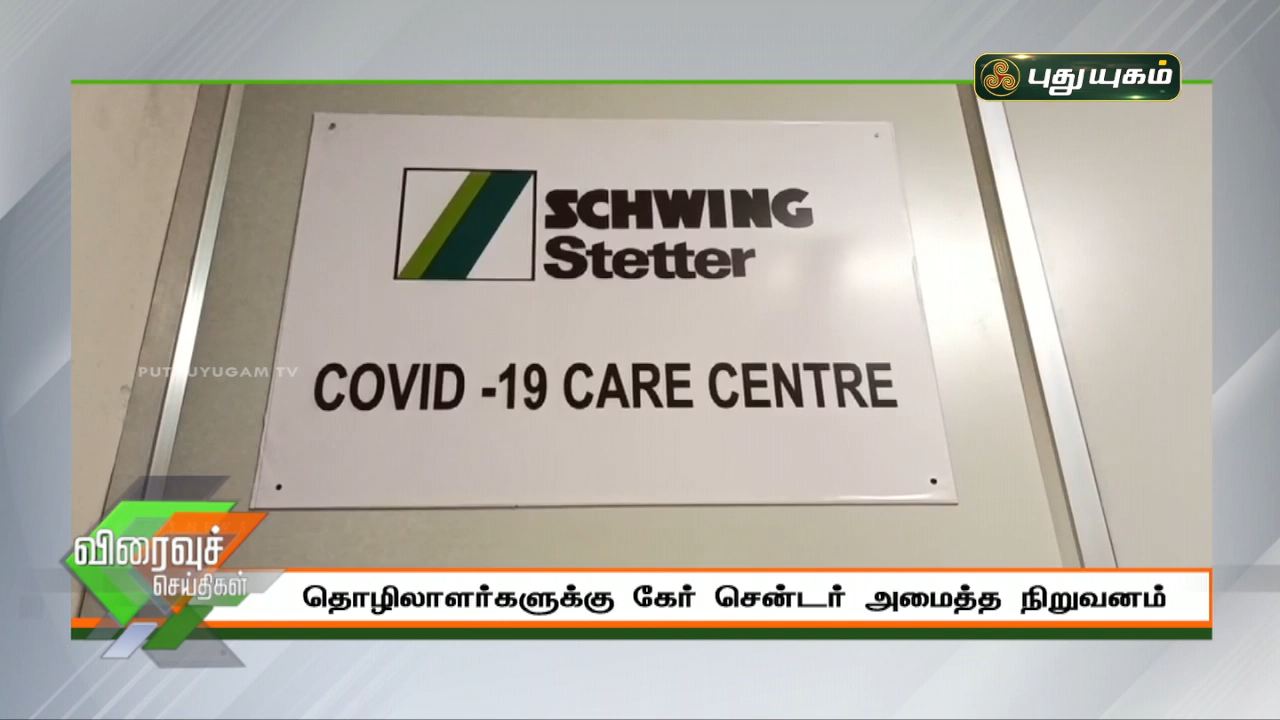 புதுயுகம்
SCHWING
Stetter
PUTHUYUGAM TV
COVID -19 CARE CENTRE
விரைவுச்
செய்திகள்
தொழிலாளர்களுக்கு கேர் சென்டர் அமைத்த நிறுவனம்